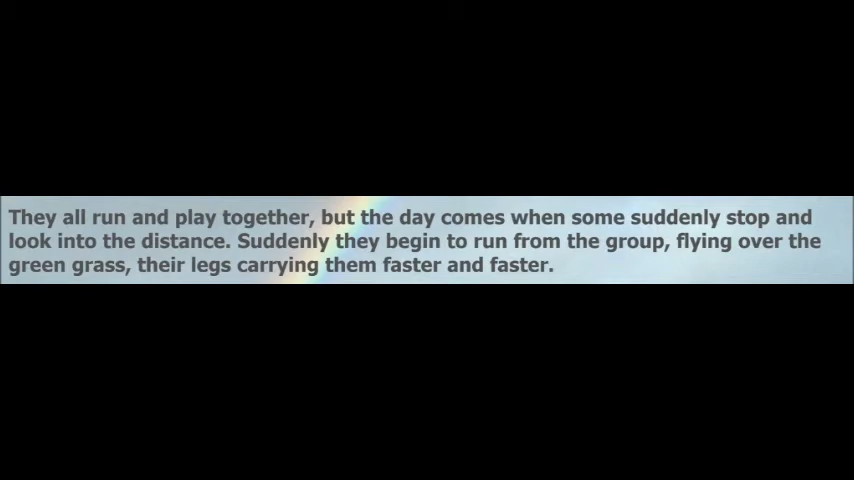 They all run and play together, but the day comes when some suddenly stop and
look into the distance. Suddenly they begin to run from the group, flying over the
green grass, their legs carrying them faster and faster.